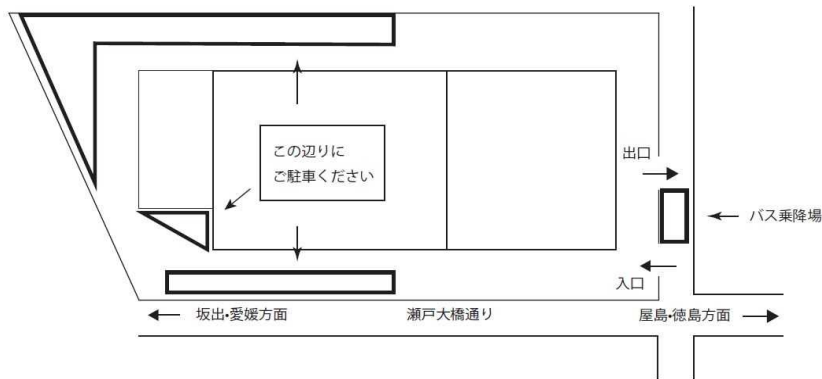 この辺りに
ご駐車ください
出口
バス乗降場
入口
坂出・愛媛方面
瀬戸大橋通り
屋島・徳島方面